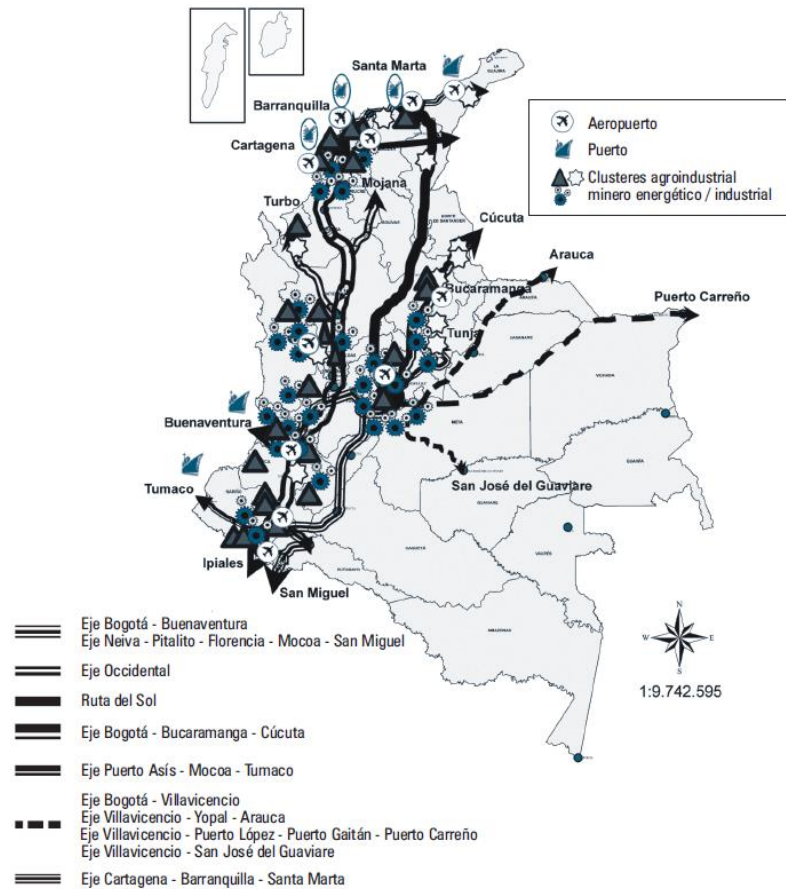 Santa Marta
LA
GUAJIRA
Barranquilla
Cartagena
Aeropuerto
Puerto
Clusteres agroindustrial
minero energético / industrial
Mojana
Turbo
Cúcuta
Arauca
Bucaramanga
Puerto Carreño
Tunja
Buenaventura
META
San José del Guaviare
Tumaco
Ipiales
San Miguel
AMAZONAS
N
W
E
S
1:9.742.595
Eje Bogotá - Buenaventura
Eje Neiva - Pitalito - Florencia - Mocoa - San Miguel
Eje Occidental
Ruta del Sol
Eje Bogotá - Bucaramanga - Cúcuta
Eje Puerto Asís - Mocoa - Tumaco
Eje Bogotá - Villavicencio
Eje Villavicencio - Yopal - Arauca
Eje Villavicencio - Puerto López - Puerto Gaitán - Puerto Carreño
Eje Villavicencio - San José del Guaviare
Eje Cartagena - Barranquilla - Santa Marta